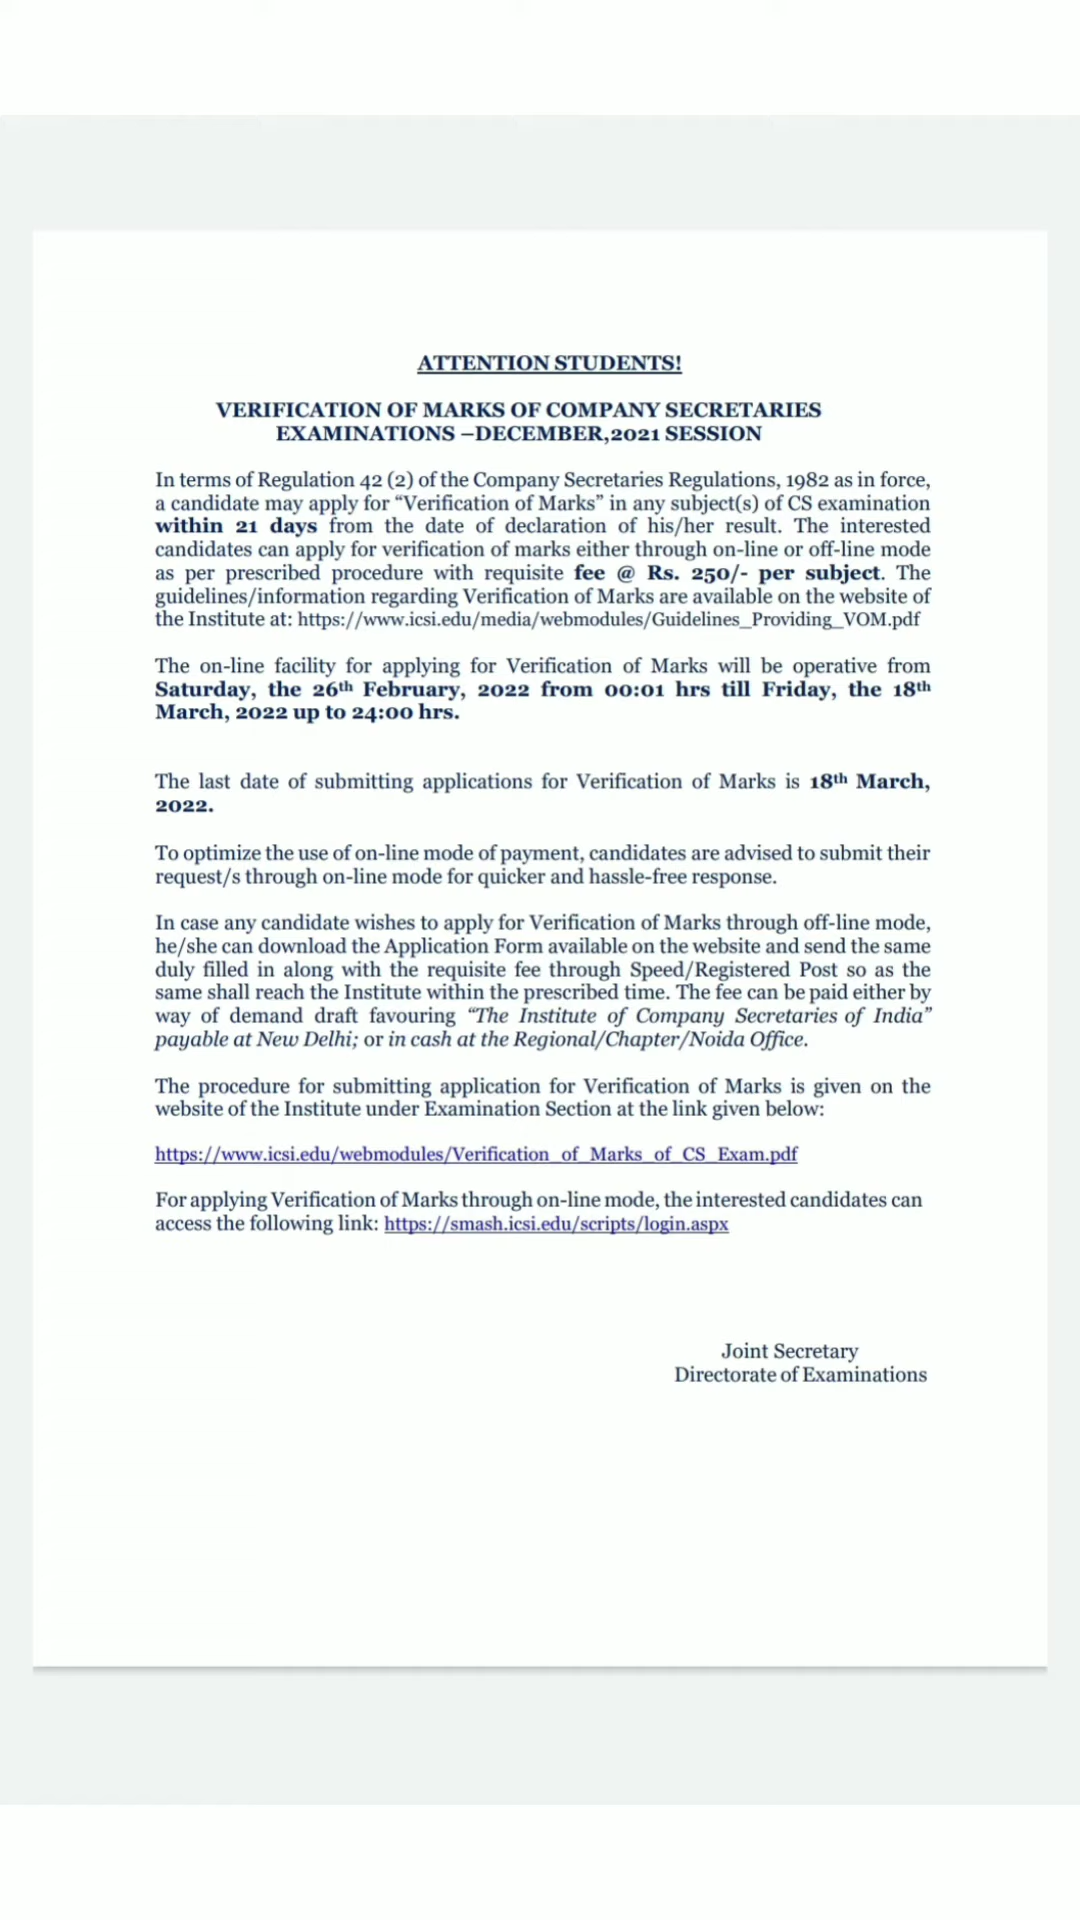 ATTENTION STUDENTS!
VERIFICATION OF MARKS OF COMPANY SECRETARIES
EXAMINATIONS –DECEMBER,2021 SESSION
In terms of Regulation 42 (2) of the Company Secretaries Regulations, 1982 as in force,
a candidate may apply for “Verification of Marks” in any subject(s) of CS examination
within 21 days from the date of declaration of his/her result. The interested
candidates can apply for verification of marks either through on-line or off-line mode
as per prescribed procedure with requisite fee @ Rs. 250/- per subject. The
guidelines/information regarding Verification of Marks are available on the website of
the Institute at: https://www.icsi.edu/media/webmodules/Guidelines_Providing_VOM.pdf
The on-line facility for applying for Verification of Marks will be operative from
Saturday, the 26th February, 2022 from 00:01 hrs till Friday, the 18th
March, 2022 up to 24:00 hrs.
The last date of submitting applications for Verification of Marks is 18th March,
2022.
To optimize the use of on-line mode of payment, candidates are advised to submit their
request/s through on-line mode for quicker and hassle-free response.
In case any candidate wishes to apply for Verification of Marks through off-line mode,
he/she can download the Application Form available on the website and send the same
duly filled in along with the requisite fee through Speed/Registered Post so as the
same shall reach the Institute within the prescribed time. The fee can be paid either by
way of demand draft favouring “The Institute of Company Secretaries of India”
payable at New Delhi; or in cash at the Regional/Chapter/Noida Office.
The procedure for submitting application for Verification of Marks is given on the
website of the Institute under Examination Section at the link given below:
https://www.icsi.edu/webmodules/Verification_of_Marks_of_CS_Exam.pdf
For applying Verification of Marks through on-line mode, the interested candidates can
access the following link: https://smash.icsi.edu/scripts/login.aspx
Joint Secretary
Directorate of Examinations